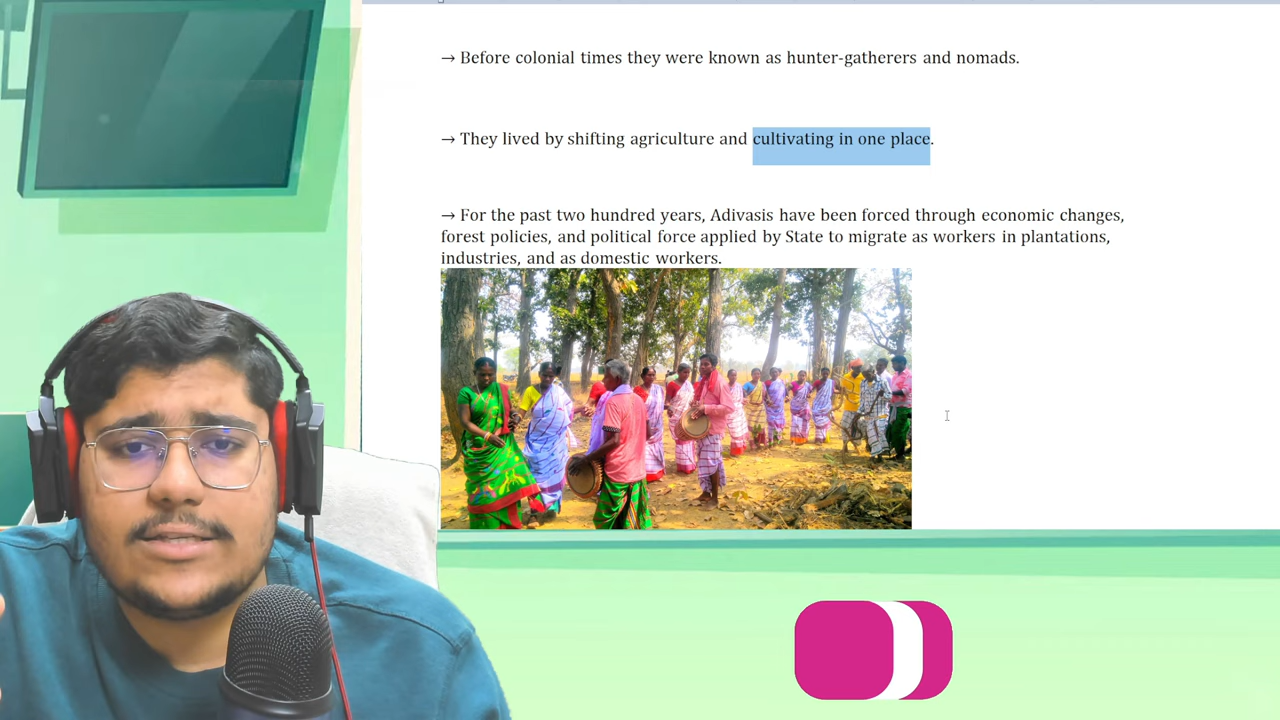 → Before colonial times they were known as hunter-gatherers and nomads.
→ They lived by shifting agriculture and cultivating in one place.
→ For the past two hundred years, Adivasis have been forced through economic changes,
forest policies, and political force applied by State to migrate as workers in plantations,
industries, and as domestic workers.